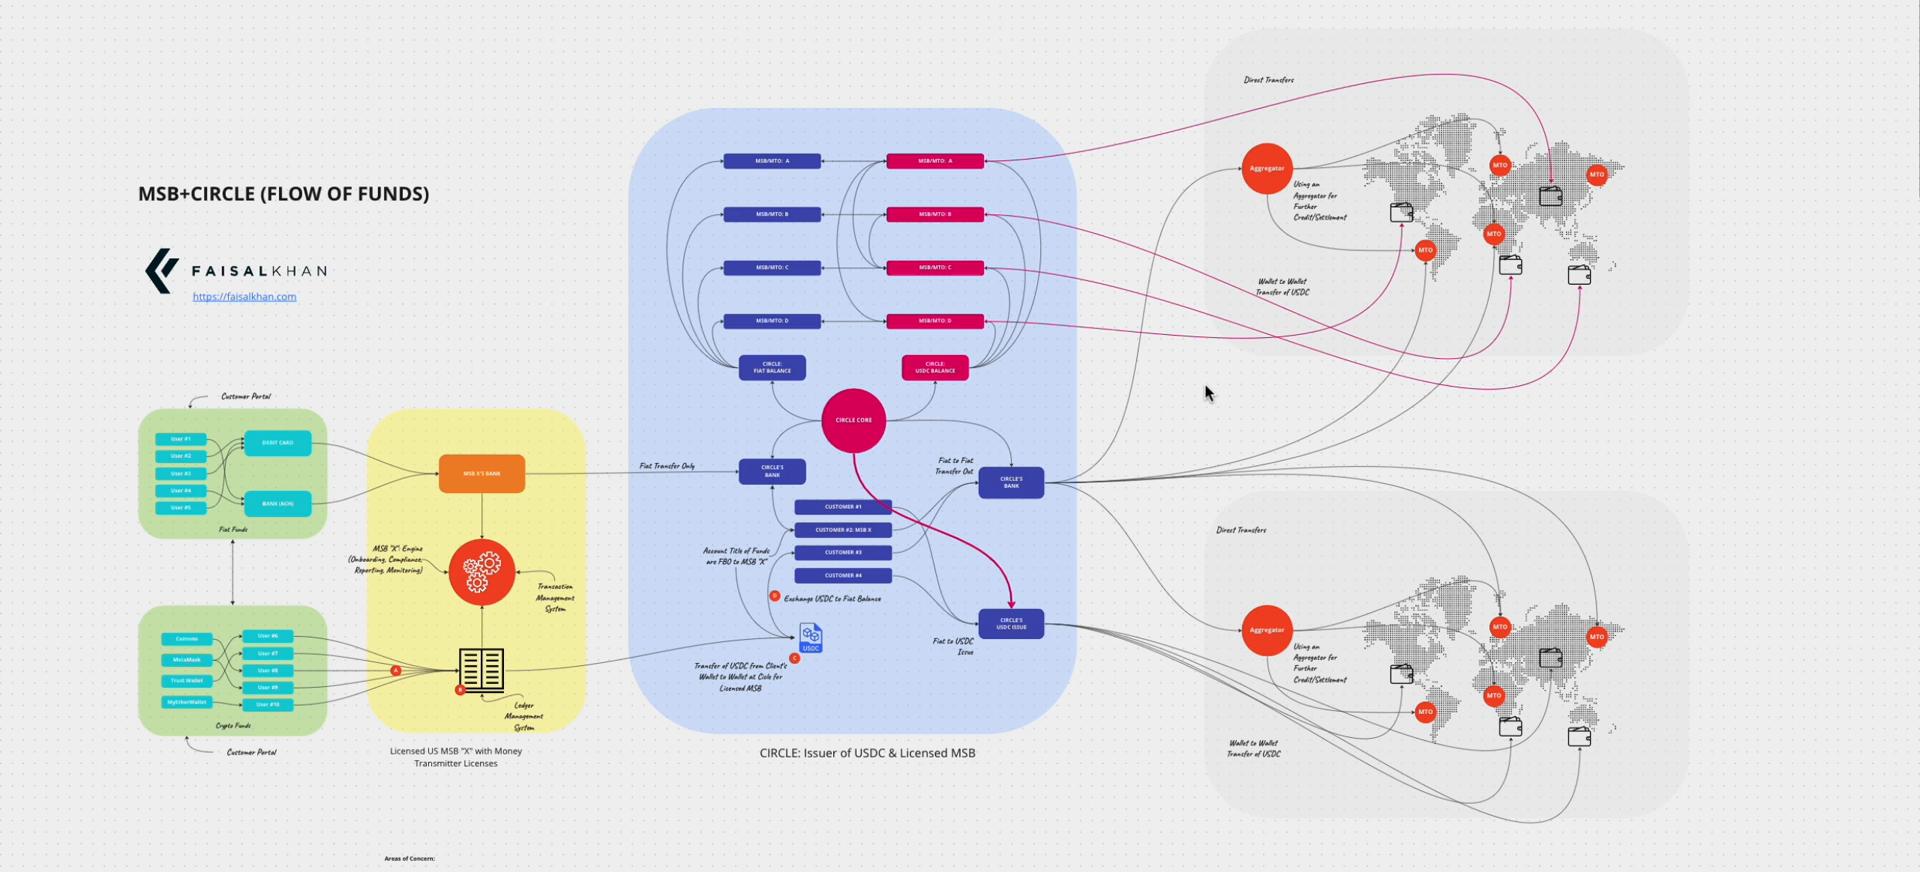 MSB+CIRCLE (FLOW OF FUNDS)
FAISALKHAN
https://faisalkhan.com
Customer Portal
User #1
User #2
User #3
User #4
User #5
DEBIT CARD
BANK (ACH)
Fiat Funds
Coinomo
MetaMask
Trust Wallet
MyEtherWallet
User #6
User #7
User #8
User #9
User #10
Crypto Funds
Customer Portal
MSB X'S BANK
MSB "X": Engine
(Onboarding, Compliance,
Reporting, Monitoring)
Transaction
Management
System
A
B
Ledger
Management
System
Licensed US MSB "X" with Money
Transmitter Licenses
Fiat Transfer Only
MSB/MTO: A
MSB/MTO: A
MSB/MTO: B
MSB/MTO: B
MSB/MTO: C
MSB/MTO: C
MSB/MTO: D
MSB/MTO: D
CIRCLE:
FIAT BALANCE
CIRCLE:
USDC BALANCE
CIRCLE CORE
CIRCLE'S
BANK
Fiat to Fiat
Transfer Out
CIRCLE'S
BANK
CUSTOMER #1
CUSTOMER #2: MSB X
CUSTOMER #3
CUSTOMER #4
Account Title of Funds
are FBO to MSB "X"
D
Exchange USDC to Fiat Balance
USDC
C
Transfer of USDC from Client's
Wallet to Wallet at Cicle for
Licensed MSB
CIRCLE'S
USDC ISSUE
Fiat to USDC
Issue
CIRCLE: Issuer of USDC & Licensed MSB
Direct Transfers
Aggregator
Using an
Aggregator for
Further
Credit/Settlement
MTO
MTO
MTO
MTO
Wallet to Wallet
Transfer of USDC
Direct Transfers
Aggregator
Using an
Aggregator for
Further
Credit/Settlement
MTO
MTO
MTO
MTO
Wallet to Wallet
Transfer of USDC
Areas of Concern: